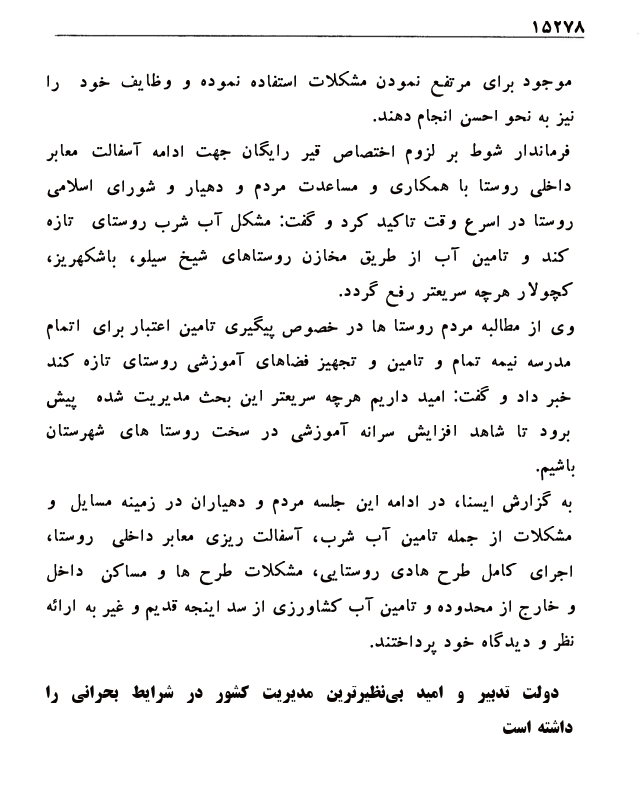 ۱۵۲۷۸
موجود برای مرتفع نمودن مشکلات استفاده نموده و وظایف خود را
نیز به نحو احسن انجام دهند.
فرماندار شوط بر لزوم اختصاص قیر رایگان جهت ادامه آسفالت معابر
داخلی روستا با همکاری و مساعدت مردم و دهیار و شورای اسلامی
روستا در اسرع وقت تاکید کرد و گفت: مشکل آب شرب روستای تازه
کند و تامین آب از طریق مخازن روستاهای شیخ سیلو، باشکهریز،
کچولار هرچه سریعتر رفع گردد.
وی از مطالبه مردم روستا ها در خصوص پیگیری تامین اعتبار برای اتمام
مدرسه نیمه تمام و تامین و تجهیز فضاهای آموزشی روستای تازه کند
خبر داد و گفت: امید داریم هرچه سریعتر این بحث مدیریت شده پیش
برود تا شاهد افزایش سرانه آموزشی در سخت روستا های شهرستان
باشیم.
به گزارش ایسنا، در ادامه این جلسه مردم و دهیاران در زمینه مسایل و
مشکلات از جمله تامین آب شرب، آسفالت ریزی معابر داخلی روستا،
اجرای کامل طرح هادی روستایی، مشکلات طرح ها و مساکن داخل
و خارج از محدوده و تامین آب کشاورزی از سد اینجه قدیم و غیر به ارائه
نظر و دیدگاه خود پرداختند.
دولت تدبیر و امید بی‌نظیرترین مدیریت کشور در شرایط بحرانی را
داشته است